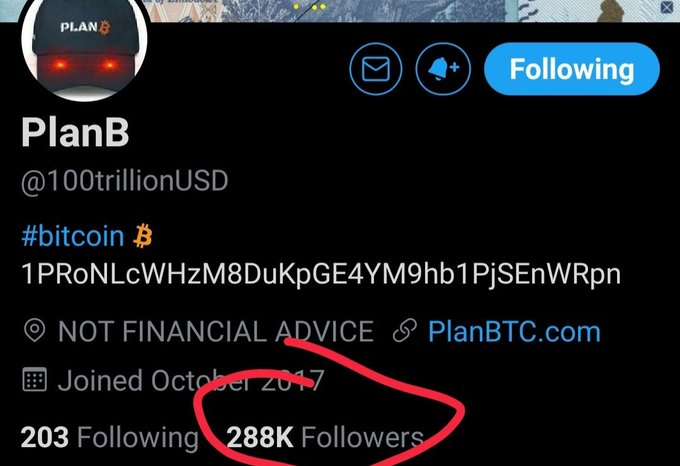 PLAN₿
Following
PlanB
@100trillionUSD
#bitcoin ₿
1PRoNLcWHzM8DuKpGE4YM9hb1PjSEnWRpn
NOT FINANCIAL ADVICE PlanBTC.com
Joined October 2017
203 Following 288K Followers